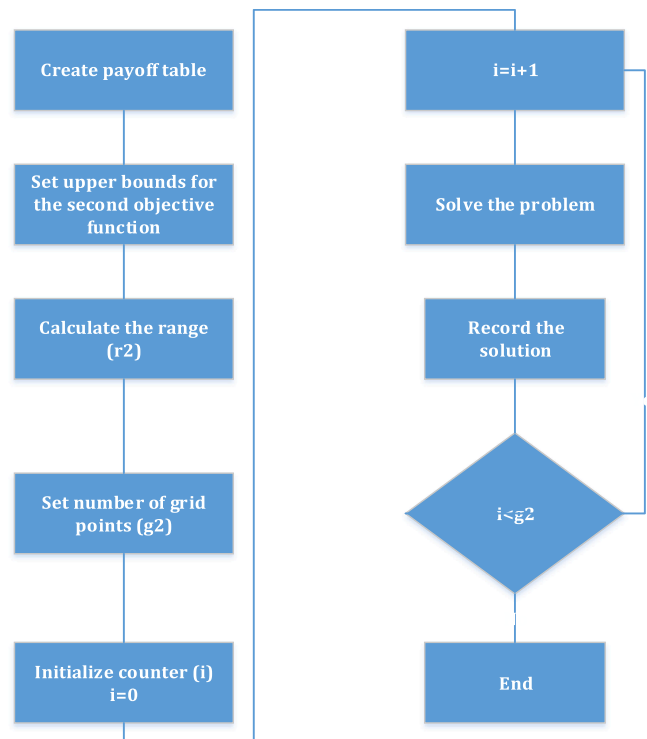 Create payoff table
Set upper bounds for
the second objective
function
Calculate the range
(r2)
Set number of grid
points (g2)
Initialize counter (i)
i=0
i=i+1
Solve the problem
Record the
solution
i<g2
End